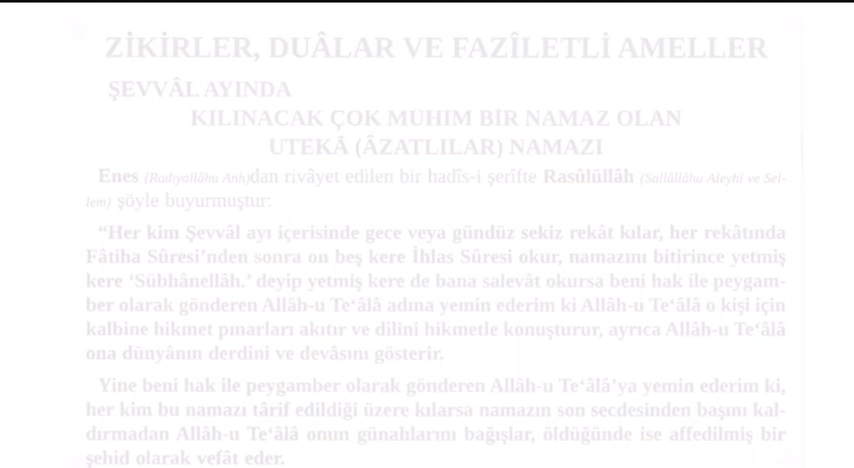 ZİKİRLER, DUÂLAR VE FAZÎLETLİ AMELLER
ŞEVVÂL AYINDA
KILINACAK ÇOK MÜHİM BİR NAMAZ OLAN
UTEKĀ (ÂZATLILAR) NAMAZI
Enes (Radıyallâhu Anh)dan rivâyet edilen bir hadîs-i şerîfte Rasûlüllâh (Sallâllâhu Aleyhi ve Sel-
lem) şöyle buyurmuştur:
“Her kim Şevvâl ayı içerisinde gece veya gündüz sekiz rekât kılar, her rekâtında
Fâtiha Sûresi’nden sonra on beş kere İhlas Sûresi okur, namazını bitirince yetmiş
kere ‘Sübhânellâh.’ deyip yetmiş kere de bana salevât okursa beni hak ile peygam-
ber olarak gönderen Allâh-u Te‘âlâ adına yemin ederim ki Allâh-u Te‘âlâ o kişi için
kalbine hikmet pınarları akıtır ve dilini hikmetle konuşturur, ayrıca Allâh-u Te‘âlâ
ona dünyânın derdini ve devâsını gösterir.
Yine beni hak ile peygamber olarak gönderen Allâh-u Te‘âlâ’ya yemin ederim ki,
her kim bu namazı târif edildiği üzere kılarsa namazın son secdesinden başını kal-
dırmadan Allâh-u Te‘âlâ onun günahlarını bağışlar, öldüğünde ise affedilmiş bir
şehid olarak vefât eder.